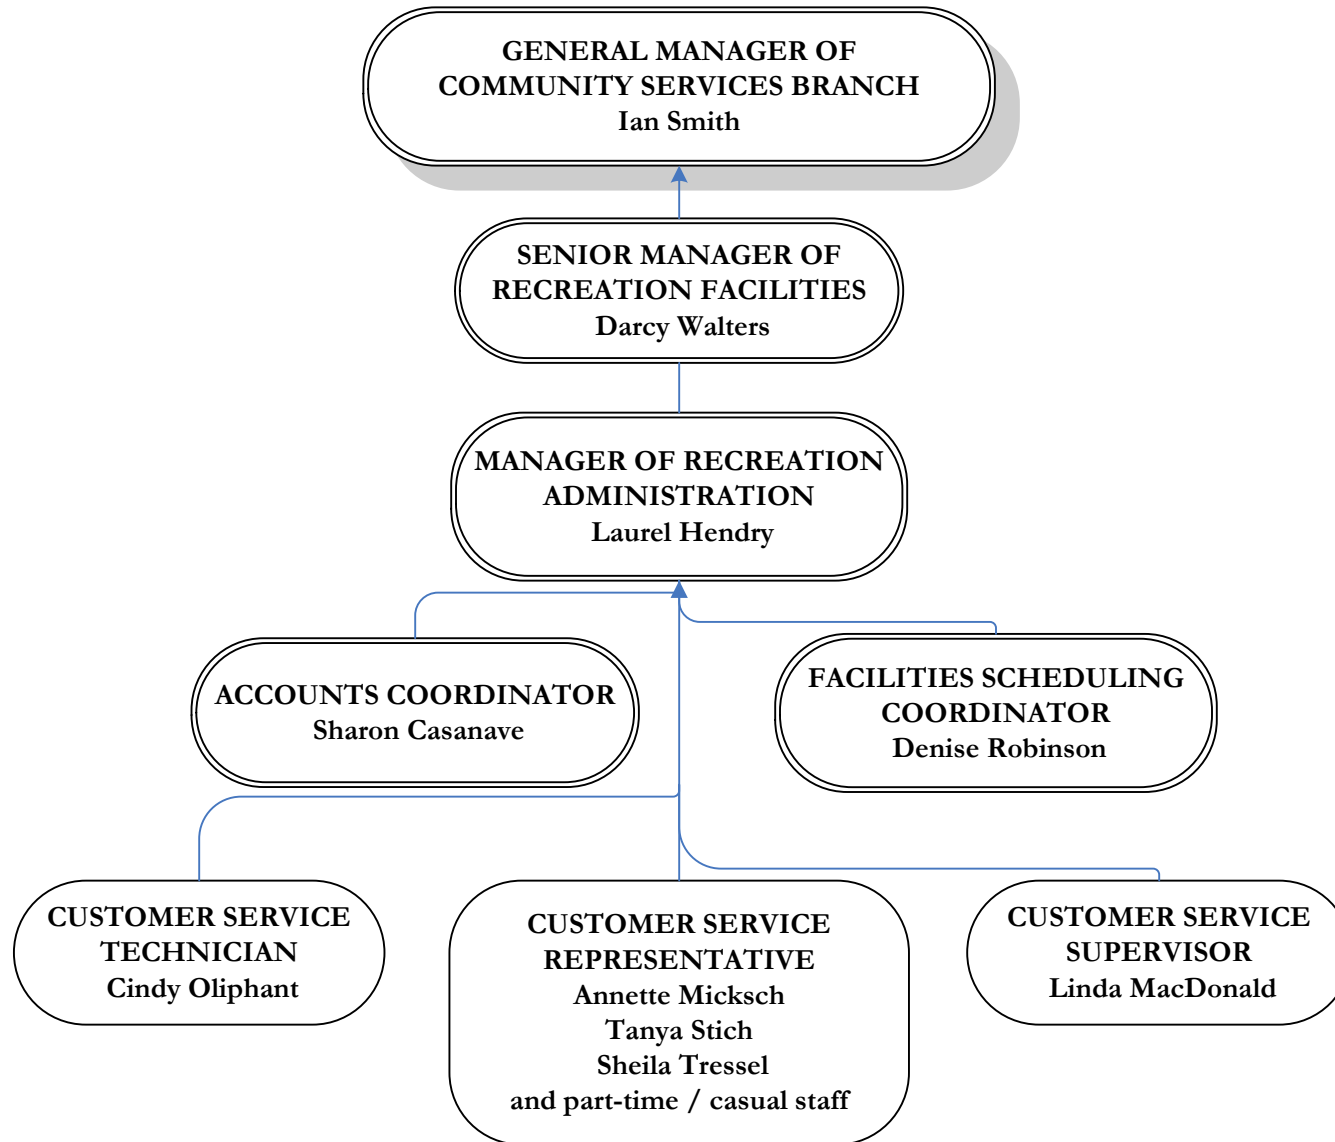 GENERAL MANAGER OF
COMMUNITY SERVICES BRANCH
Ian Smith
SENIOR MANAGER OF
RECREATION FACILITIES
Darcy Walters
MANAGER OF RECREATION
ADMINISTRATION
Laurel Hendry
ACCOUNTS COORDINATOR
Sharon Casanave
FACILITIES SCHEDULING
COORDINATOR
Denise Robinson
CUSTOMER SERVICE
TECHNICIAN
Cindy Oliphant
CUSTOMER SERVICE
REPRESENTATIVE
Annette Micksch
Tanya Stich
Sheila Tressel
and part-time / casual staff
CUSTOMER SERVICE
SUPERVISOR
Linda MacDonald